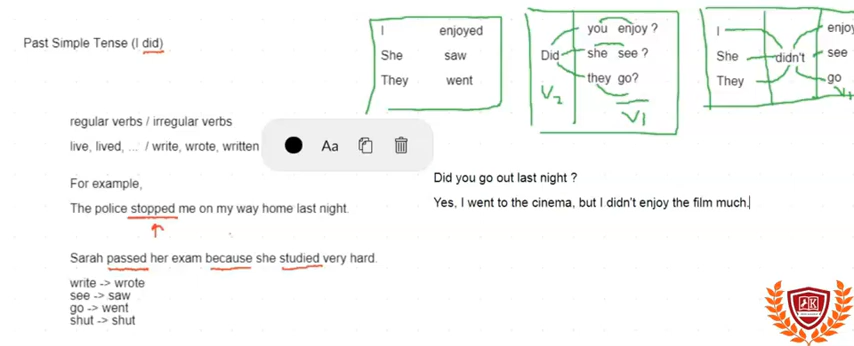 Past Simple Tense (I did)
regular verbs / irregular verbs
live, lived, ... / write, wrote, written
For example,
The police stopped me on my way home last night.
Sarah passed her exam because she studied very hard.
write -> wrote
see -> saw
go -> went
shut -> shut
I enjoyed
She saw
They went
Did
you enjoy ?
she see ?
they go?
V2
V1
I
She
They
didn't
enjoy
see
go
V1
Aa
Did you go out last night ?
Yes, I went to the cinema, but I didn't enjoy the film much.